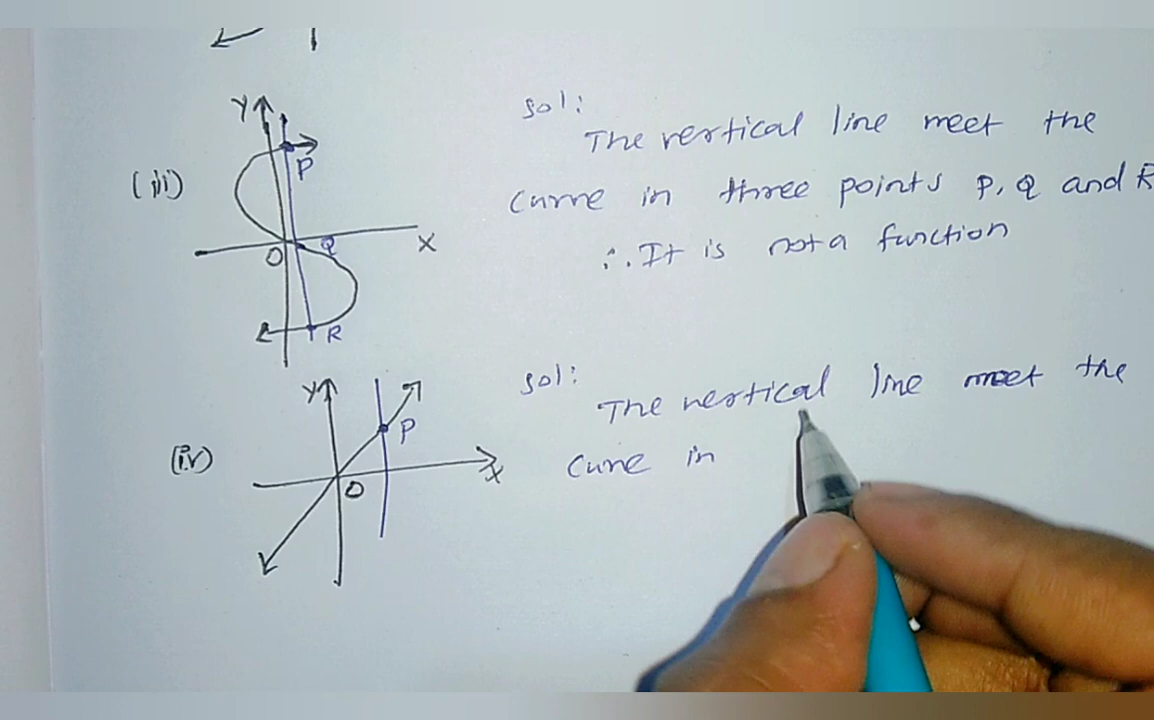 Y
(iii)
P
Q
O
X
R
Sol:
The vertical line meet the
curve in three points P, Q and R
∴ It is not a function
(iv)
Y
P
O
X
Sol:
The vertical line meet the
curve in